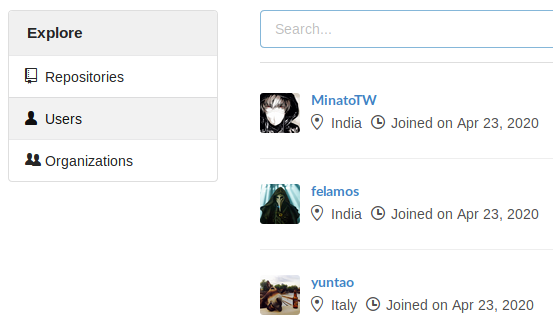 Explore
Repositories
Users
Organizations
Search...
MinatoTW
India Joined on Apr 23, 2020
felamos
India Joined on Apr 23, 2020
yuntao
Italy Joined on Apr 23, 2020